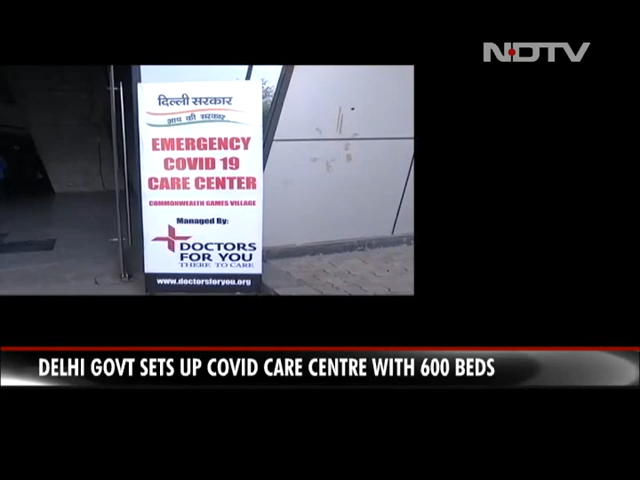 NDTV
दिल्ली सरकार
आप की सरकार
EMERGENCY
COVID 19
CARE CENTER
COMMONWEALTH GAMES VILLAGE
Managed By:
DOCTORS
FOR YOU
THERE TO CARE
www.doctorsforyou.org
DELHI GOVT SETS UP COVID CARE CENTRE WITH 600 BEDS